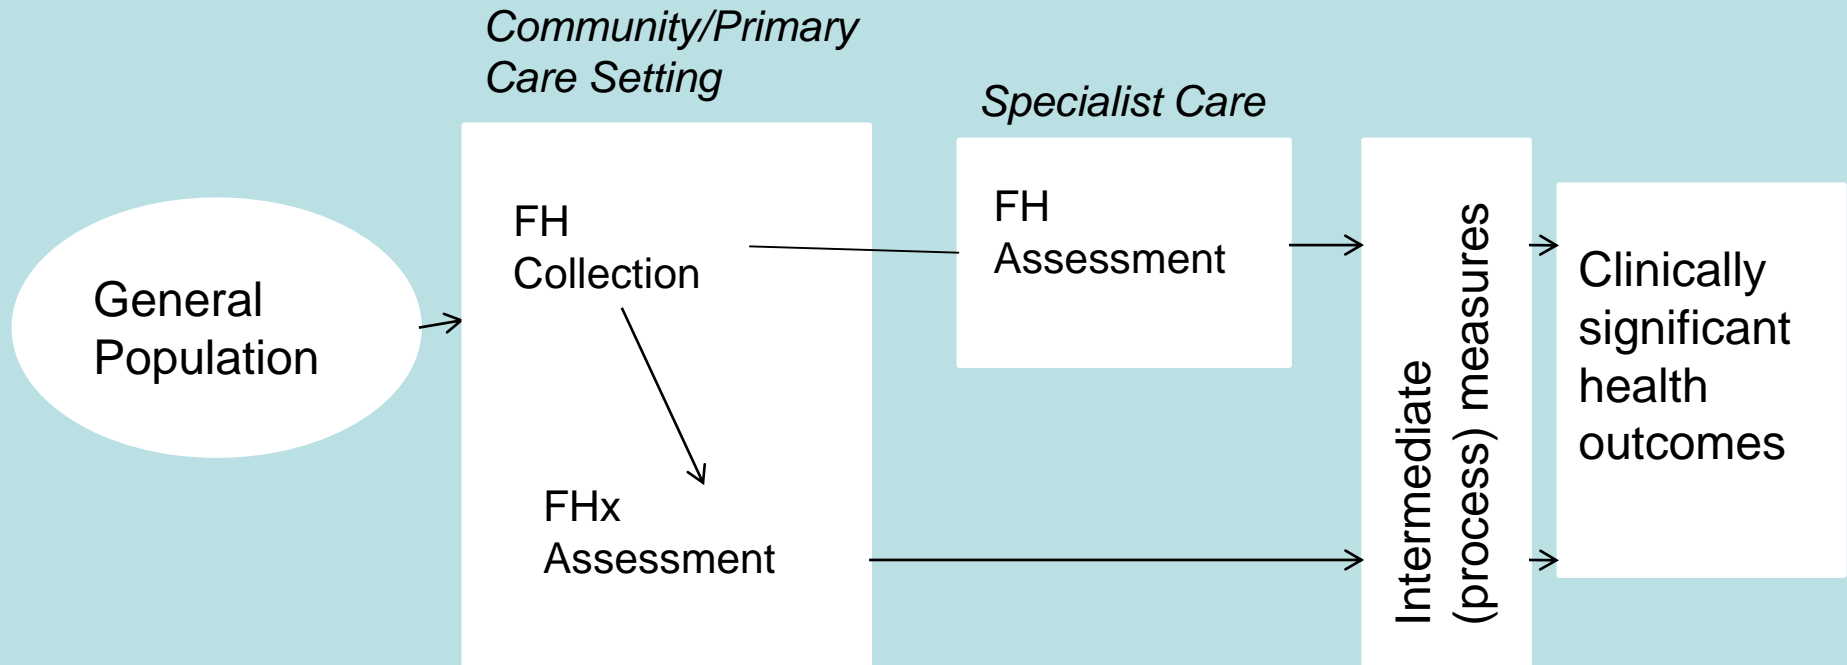 Community/Primary
Care Setting
Specialist Care
General
Population
FH
Collection
FHx
Assessment
FH
Assessment
Intermediate
(process) measures
Clinically
significant
health
outcomes